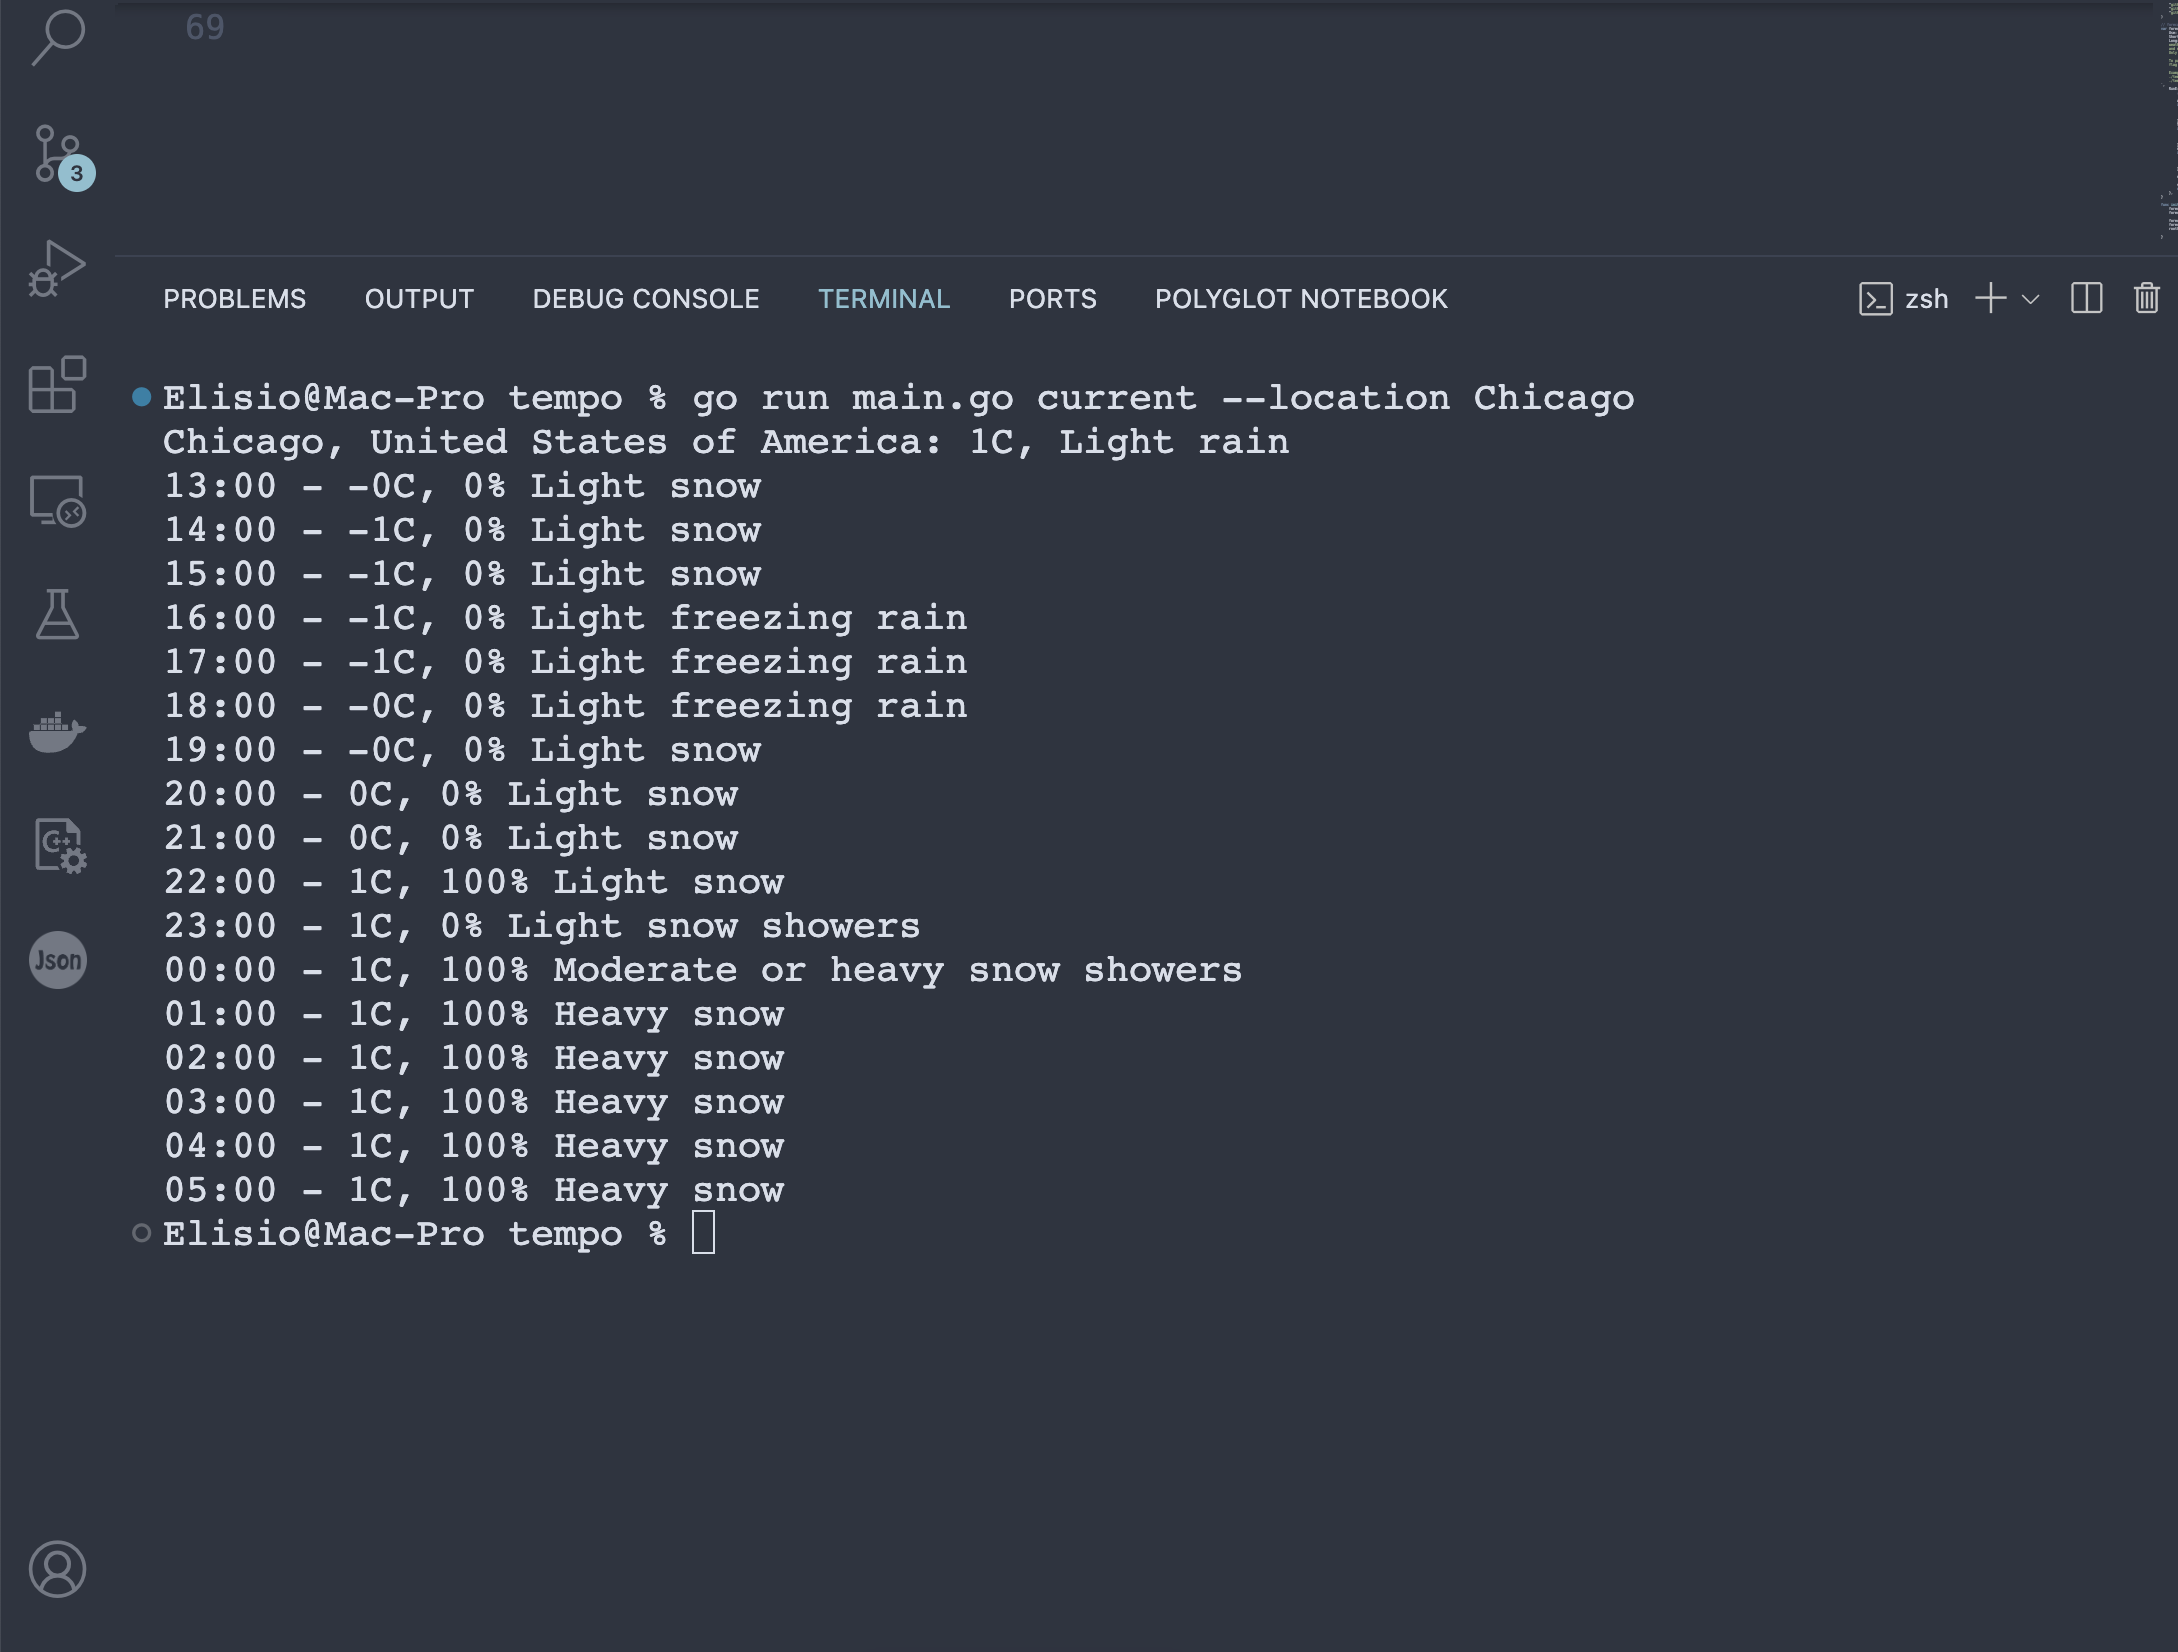 69
3
PROBLEMS OUTPUT DEBUG CONSOLE TERMINAL PORTS POLYGLOT NOTEBOOK zsh
Elisio@Mac-Pro tempo % go run main.go current --location Chicago
Chicago, United States of America: 1C, Light rain
13:00 - -0C, 0% Light snow
14:00 - -1C, 0% Light snow
15:00 - -1C, 0% Light snow
16:00 - -1C, 0% Light freezing rain
17:00 - -1C, 0% Light freezing rain
18:00 - -0C, 0% Light freezing rain
19:00 - -0C, 0% Light snow
20:00 - 0C, 0% Light snow
21:00 - 0C, 0% Light snow
22:00 - 1C, 100% Light snow
23:00 - 1C, 0% Light snow showers
00:00 - 1C, 100% Moderate or heavy snow showers
01:00 - 1C, 100% Heavy snow
02:00 - 1C, 100% Heavy snow
03:00 - 1C, 100% Heavy snow
04:00 - 1C, 100% Heavy snow
05:00 - 1C, 100% Heavy snow
Elisio@Mac-Pro tempo %
C++
Json